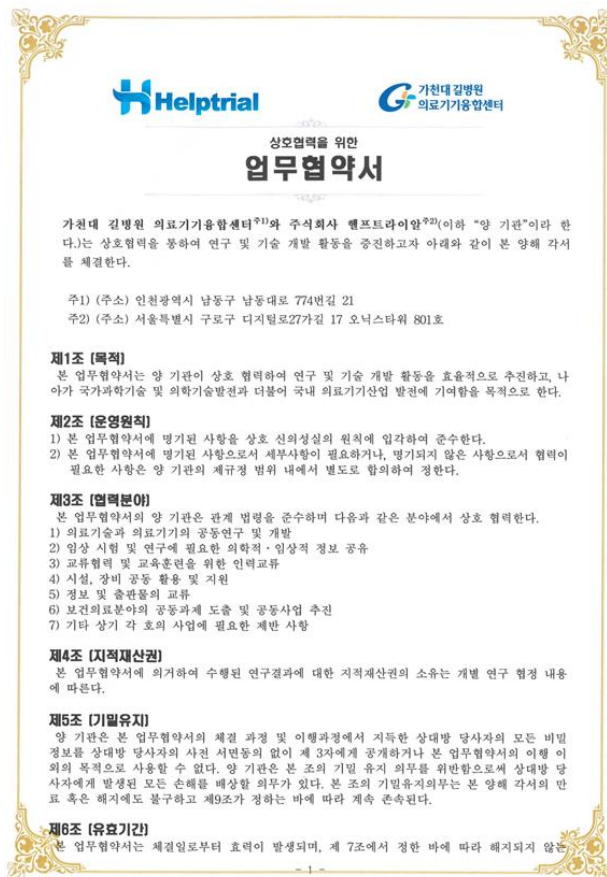 Helptrial
가천대 길병원
의료기기융합센터
상호협력을 위한
업무협약서
가천대 길병원 의료기기융합센터주1)와 주식회사 헬프트라이알주2)(이하 “양 기관”이라 한
다.)는 상호협력을 통하여 연구 및 기술 개발 활동을 증진하고자 아래와 같이 본 양해 각서
를 체결한다.
주1) (주소) 인천광역시 남동구 남동대로 774번길 21
주2) (주소) 서울특별시 구로구 디지털로27가길 17 오닉스타워 801호
제1조 (목적)
본 업무협약서는 양 기관이 상호 협력하여 연구 및 기술 개발 활동을 효율적으로 추진하고, 나
아가 국가과학기술 및 의학기술발전과 더불어 국내 의료기기산업 발전에 기여함을 목적으로 한다.
제2조 (운영원칙)
1) 본 업무협약서에 명기된 사항을 상호 신의성실의 원칙에 입각하여 준수한다.
2) 본 업무협약서에 명기된 사항으로서 세부사항이 필요하거나, 명기되지 않은 사항으로서 협력이
필요한 사항은 양 기관의 제규정 범위 내에서 별도로 합의하여 정한다.
제3조 (협력분야)
본 업무협약서의 양 기관은 관계 법령을 준수하며 다음과 같은 분야에서 상호 협력한다.
1) 의료기술과 의료기기의 공동연구 및 개발
2) 임상 시험 및 연구에 필요한 의학적·임상적 정보 공유
3) 교류협력 및 교육훈련을 위한 인력교류
4) 시설, 장비 공동 활용 및 지원
5) 정보 및 출판물의 교류
6) 보건의료분야의 공동과제 도출 및 공동사업 추진
7) 기타 상기 각 호의 사업에 필요한 제반 사항
제4조 (지적재산권)
본 업무협약서에 의거하여 수행된 연구결과에 대한 지적재산권의 소유는 개별 연구 협정 내용
에 따른다.
제5조 (기밀유지)
양 기관은 본 업무협약서의 체결 과정 및 이행과정에서 지득한 상대방 당사자의 모든 비밀
정보를 상대방 당사자의 사전 서면동의 없이 제 3자에게 공개하거나 본 업무협약서의 이행 이
외의 목적으로 사용할 수 없다. 양 기관은 본 조의 기밀 유지 의무를 위반함으로써 상대방 당
사자에게 발생된 모든 손해를 배상할 의무가 있다. 본 조의 기밀유지의무는 본 양해 각서의 만
료 혹은 해지에도 불구하고 제9조가 정하는 바에 따라 계속 존속된다.
제6조 (유효기간)
본 업무협약서는 체결일로부터 효력이 발생되며, 제 7조에서 정한 바에 따라 해지되지 않는
- 1 -